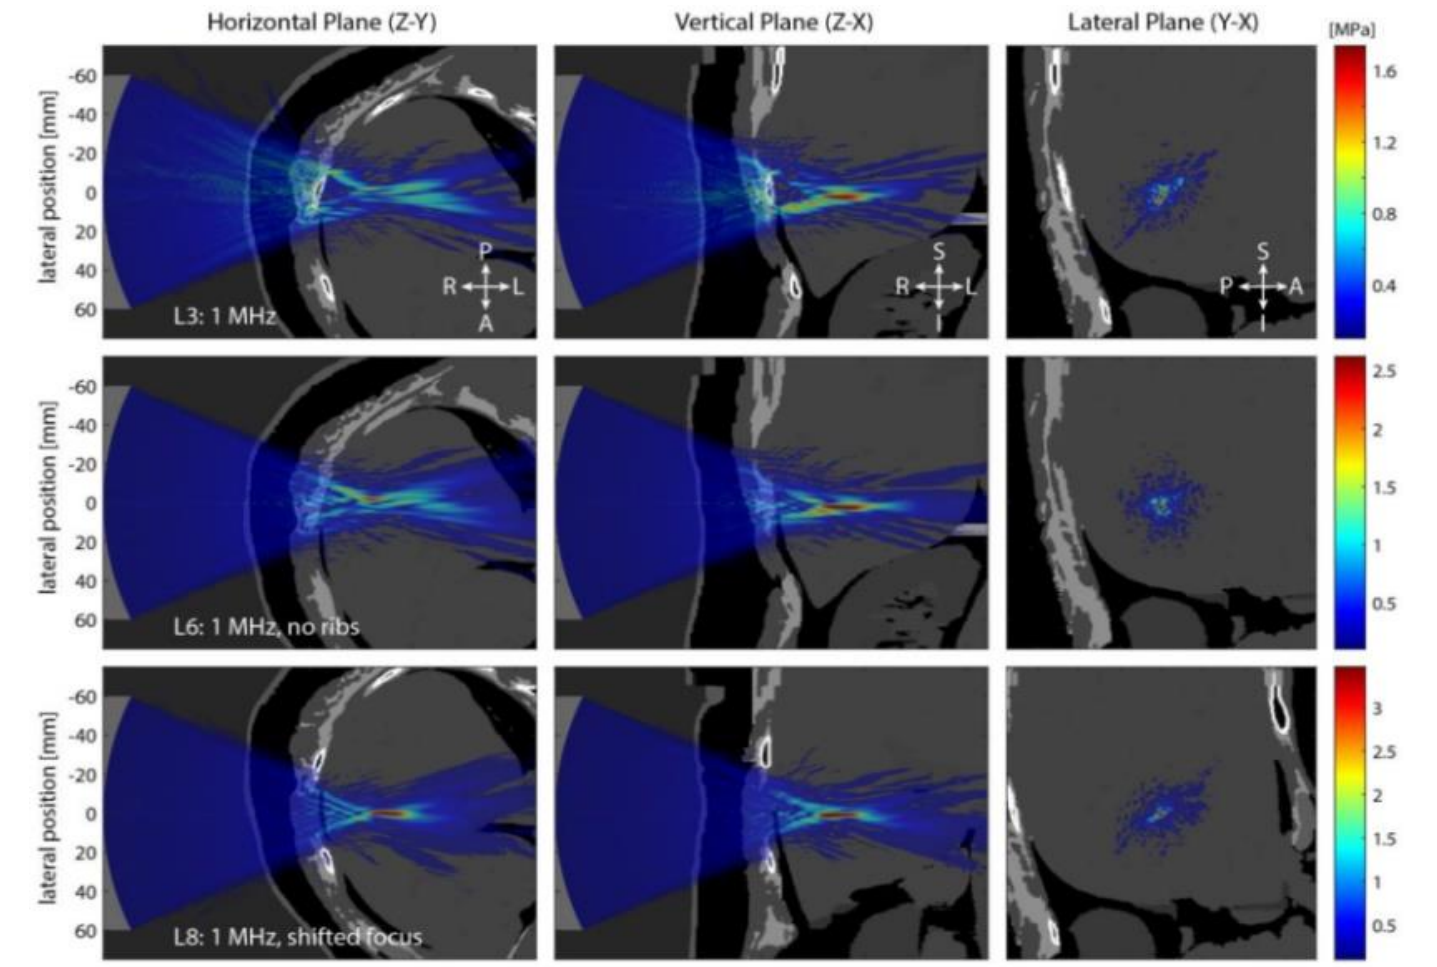 Horizontal Plane (Z-Y)
Vertical Plane (Z-X)
Lateral Plane (Y-X)
[MPa]
lateral position [mm]
-60
-40
-20
0
20
40
60
P
R L
A
L3: 1 MHz
S
R L
I
S
P A
I
1.6
1.2
0.8
0.4
lateral position [mm]
-60
-40
-20
0
20
40
60
L6: 1 MHz, no ribs
2.5
2
1.5
1
0.5
lateral position [mm]
-60
-40
-20
0
20
40
60
L8: 1 MHz, shifted focus
3
2.5
2
1.5
1
0.5